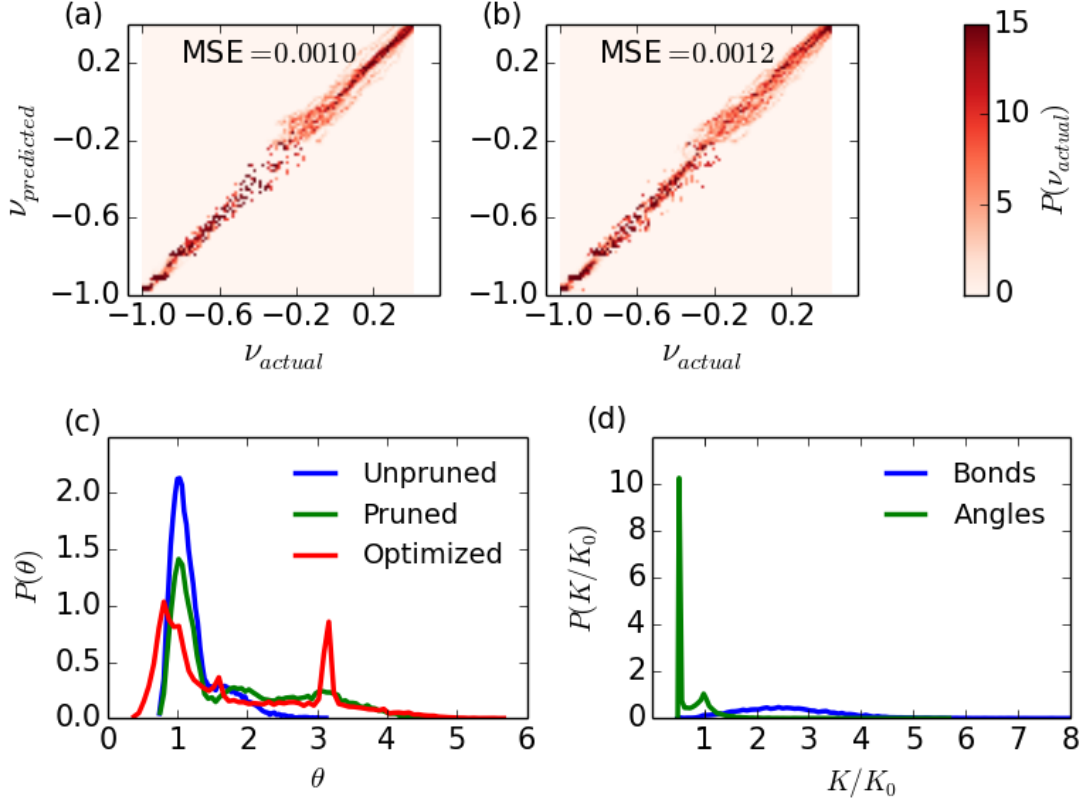 (a)
MSE = 0.0010
ν_predicted
0.2
−0.2
−0.6
−1.0
−1.0 −0.6 −0.2 0.2
ν_actual
(b)
MSE = 0.0012
0.2
−0.2
−0.6
−1.0
−1.0 −0.6 −0.2 0.2
ν_actual
15
10
5
0
P(ν_actual)
(c)
P(θ)
2.0
1.5
1.0
0.5
0.0
Unpruned
Pruned
Optimized
0 1 2 3 4 5 6
θ
(d)
P(K/K₀)
10
8
6
4
2
0
Bonds
Angles
1 2 3 4 5 6 7 8
K/K₀